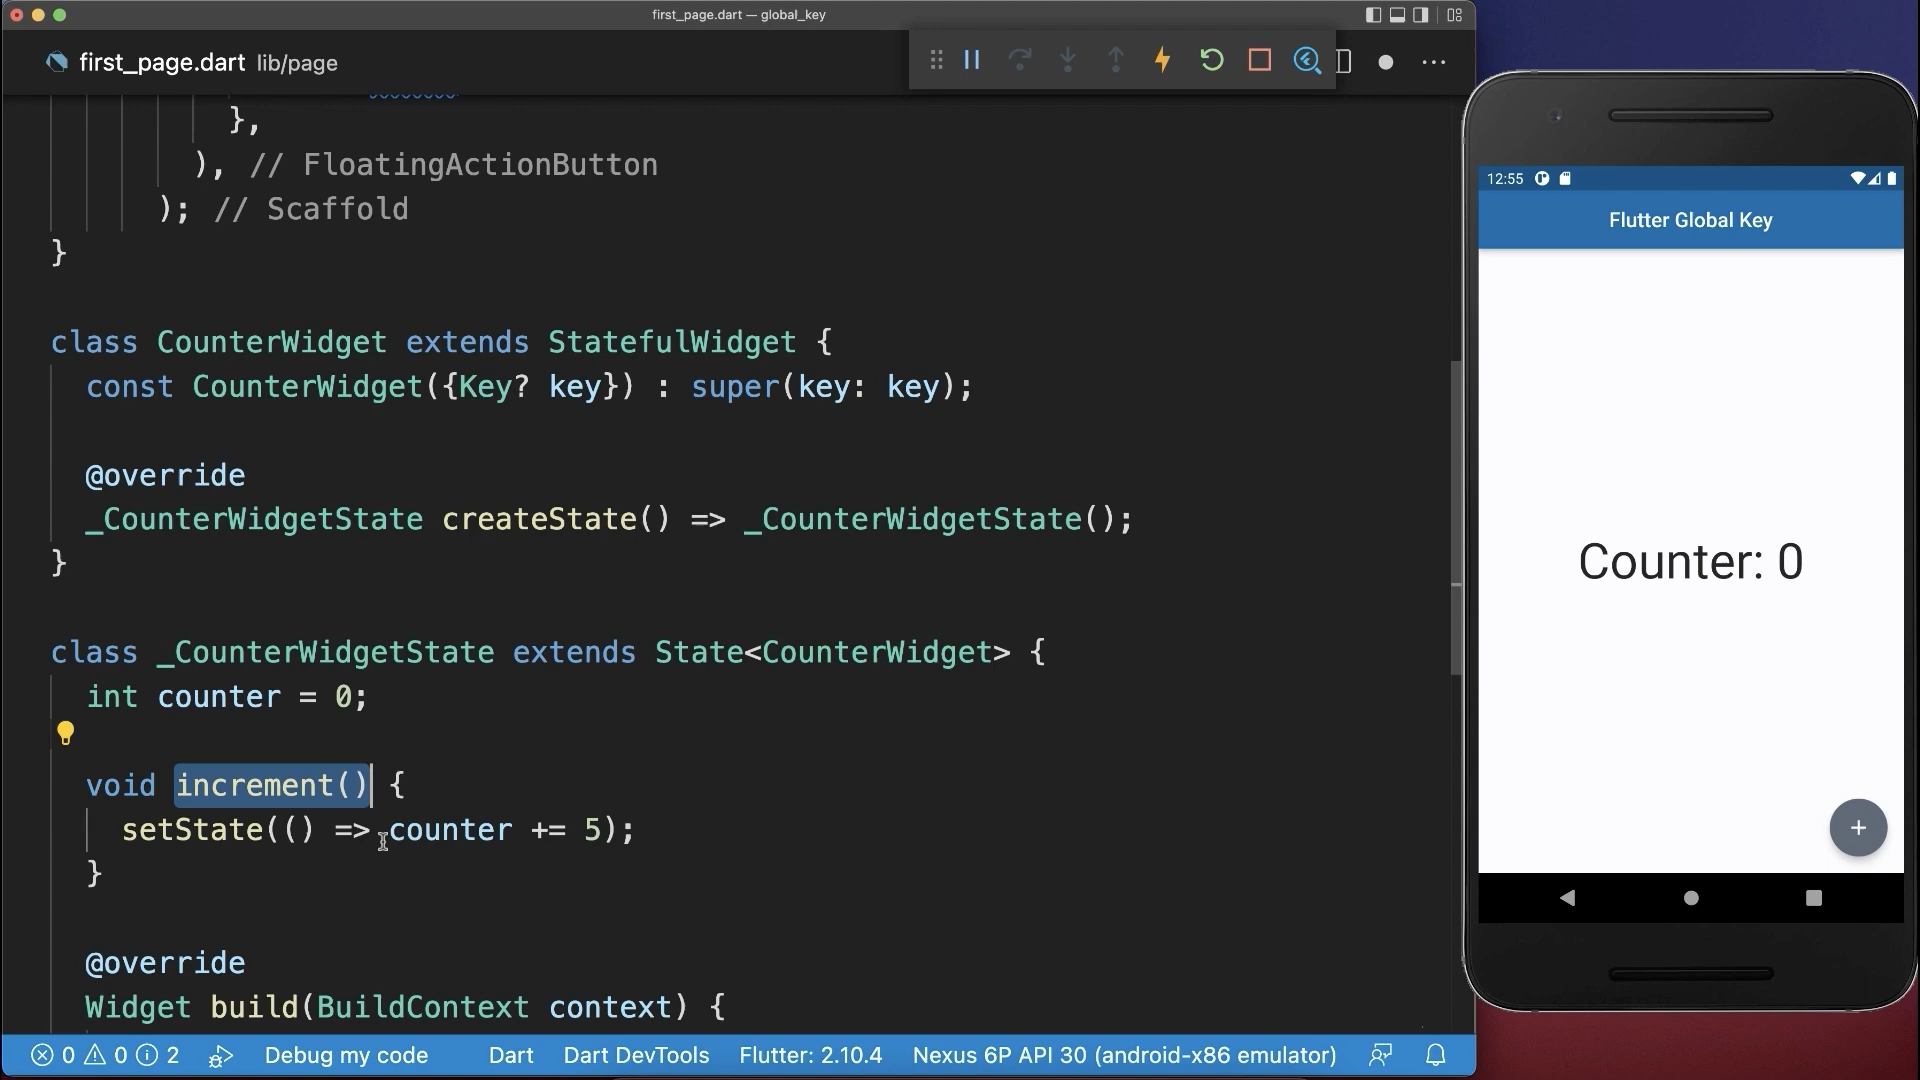 first_page.dart — global_key
first_page.dart lib/page
},
), // FloatingActionButton
); // Scaffold
}
class CounterWidget extends StatefulWidget {
const CounterWidget({Key? key}) : super(key: key);
@override
_CounterWidgetState createState() => _CounterWidgetState();
}
class _CounterWidgetState extends State<CounterWidget> {
int counter = 0;
void increment() {
setState(() => counter += 5);
}
@override
Widget build(BuildContext context) {
0 0 2 Debug my code Dart Dart DevTools Flutter: 2.10.4 Nexus 6P API 30 (android-x86 emulator)
12:55
Flutter Global Key
Counter: 0
+